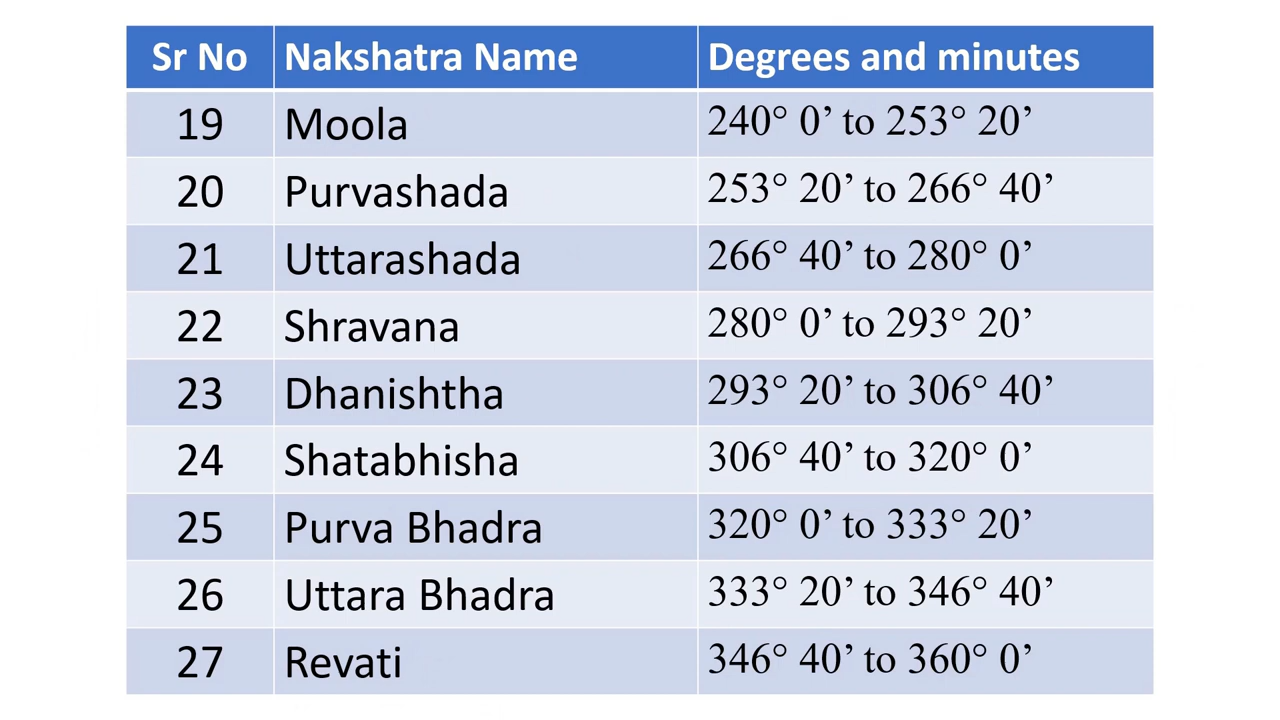 Sr No Nakshatra Name Degrees and minutes
19 Moola 240° 0’ to 253° 20’
20 Purvashada 253° 20’ to 266° 40’
21 Uttarashada 266° 40’ to 280° 0’
22 Shravana 280° 0’ to 293° 20’
23 Dhanishtha 293° 20’ to 306° 40’
24 Shatabhisha 306° 40’ to 320° 0’
25 Purva Bhadra 320° 0’ to 333° 20’
26 Uttara Bhadra 333° 20’ to 346° 40’
27 Revati 346° 40’ to 360° 0’